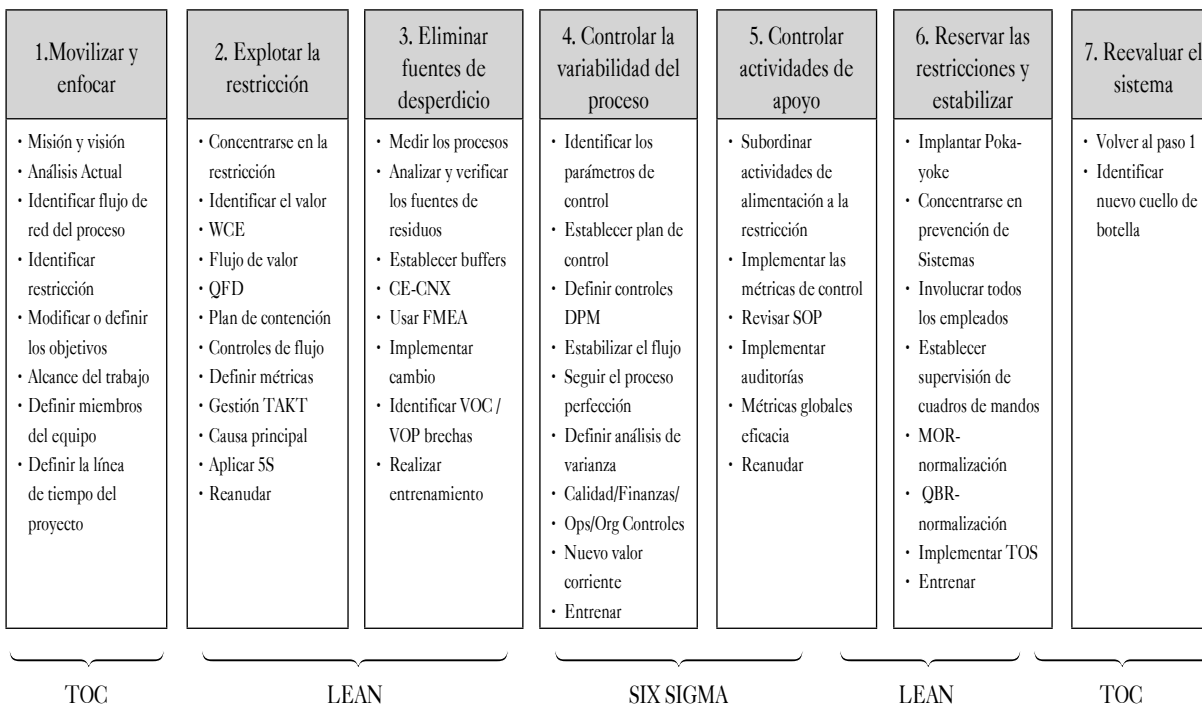 1.Movilizar y
enfocar
• Misión y visión
• Análisis Actual
• Identificar flujo de
red del proceso
• Identificar
restricción
• Modificar o definir
los objetivos
• Alcance del trabajo
• Definir miembros
del equipo
• Definir la línea
de tiempo del
proyecto
2. Explotar la
restricción
• Concentrarse en la
restricción
• Identificar el valor
• WCE
• Flujo de valor
• QFD
• Plan de contención
• Controles de flujo
• Definir métricas
• Gestión TAKT
• Causa principal
• Aplicar 5S
• Reanudar
3. Eliminar
fuentes de
desperdicio
• Medir los procesos
• Analizar y verificar
los fuentes de
residuos
• Establecer buffers
• CE-CNX
• Usar FMEA
• Implementar
cambio
• Identificar VOC /
VOP brechas
• Realizar
entrenamiento
4. Controlar la
variabilidad del
proceso
• Identificar los
parámetros de
control
• Establecer plan de
control
• Definir controles
DPM
• Estabilizar el flujo
• Seguir el proceso
perfección
• Definir análisis de
varianza
• Calidad/Finanzas/
• Ops/Org Controles
• Nuevo valor
corriente
• Entrenar
5. Controlar
actividades de
apoyo
• Subordinar
actividades de
alimentación a la
restricción
• Implementar las
métricas de control
• Revisar SOP
• Implementar
auditorías
• Métricas globales
eficacia
• Reanudar
6. Reservar las
restricciones y
estabilizar
• Implantar Poka-
yoke
• Concentrarse en
prevención de
Sistemas
• Involucrar todos
los empleados
• Establecer
supervisión de
cuadros de mandos
• MOR-
normalización
• QBR-
normalización
• Implementar TOS
• Entrenar
7. Reevaluar el
sistema
• Volver al paso 1
• Identificar
nuevo cuello de
botella
TOC
LEAN
SIX SIGMA
LEAN
TOC